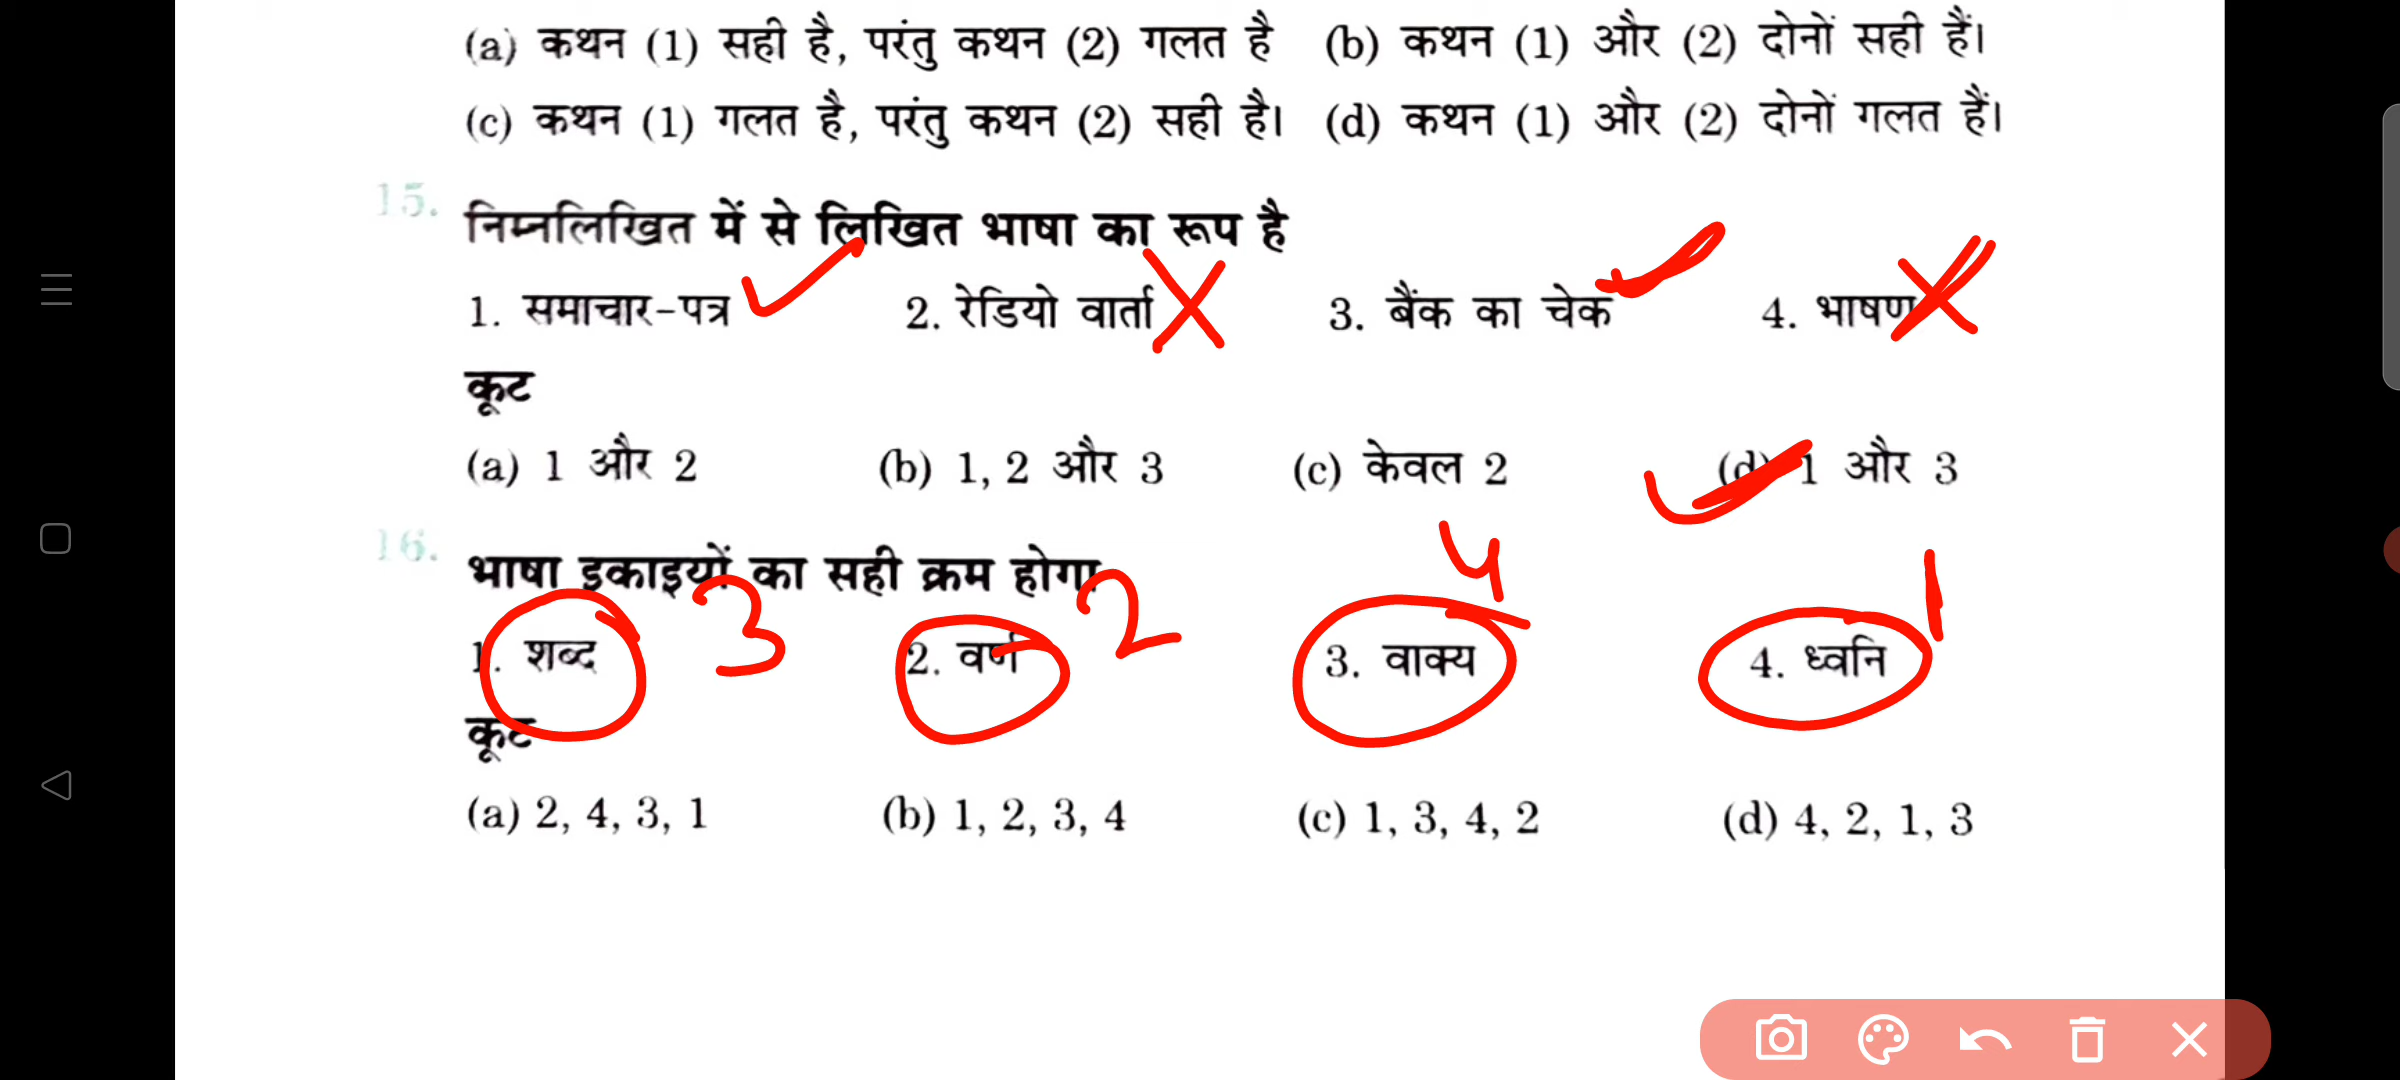 (a) कथन (1) सही है, परंतु कथन (2) गलत है (b) कथन (1) और (2) दोनों सही हैं।
(c) कथन (1) गलत है, परंतु कथन (2) सही है। (d) कथन (1) और (2) दोनों गलत हैं।
15. निम्नलिखित में से लिखित भाषा का रूप है
1. समाचार-पत्र 2. रेडियो वार्ता 3. बैंक का चेक 4. भाषण
कूट
(a) 1 और 2 (b) 1, 2 और 3 (c) केवल 2 (d) 1 और 3
16. भाषा इकाइयों का सही क्रम होगा
1. शब्द 3 2. वर्ण 2 3. वाक्य 4 4. ध्वनि 1
कूट
(a) 2, 4, 3, 1 (b) 1, 2, 3, 4 (c) 1, 3, 4, 2 (d) 4, 2, 1, 3